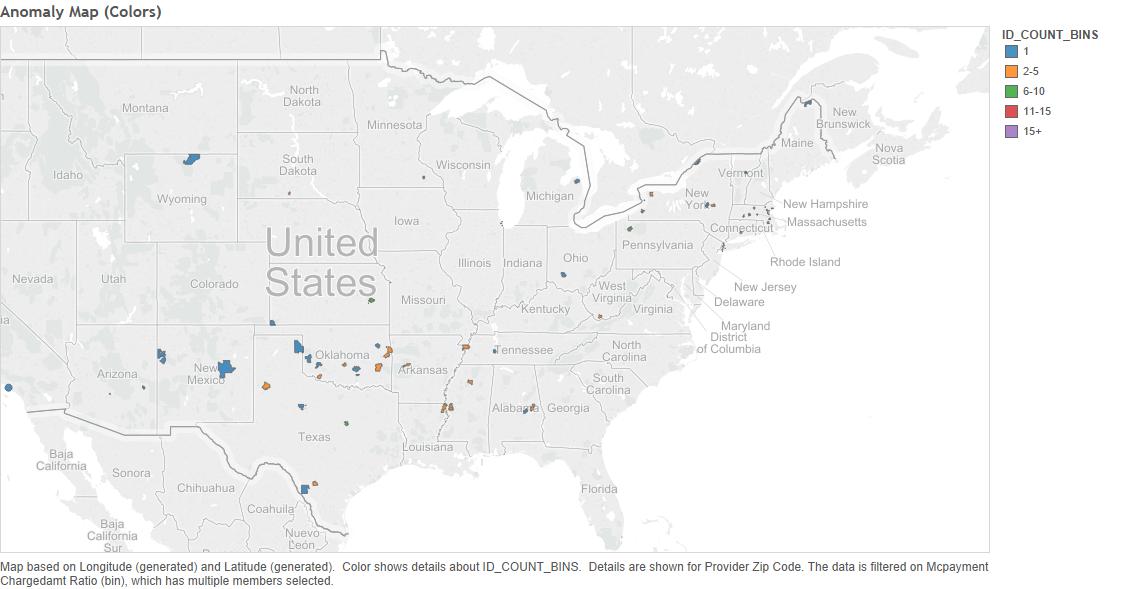 Anomaly Map (Colors)
ID_COUNT_BINS
1
2-5
6-10
11-15
15+
North
Dakota
Montana
Minnesota
New
Brunswick
Maine
Nova
Scotia
Idaho
South
Dakota
Wisconsin
Vermont
Wyoming
Michigan
New
York
New Hampshire
Massachusetts
Iowa
Connecticut
United
States
Pennsylvania
Rhode Island
Nevada
Utah
Colorado
Illinois
Indiana
Ohio
West
Virginia
New Jersey
Delaware
Missouri
Kentucky
Virginia
ia
Maryland
District
of Columbia
Oklahoma
Tennessee
North
Carolina
Arizona
New
Mexico
Arkansas
South
Carolina
Alabama
Georgia
Texas
Louisiana
Baja
California
Sonora
Chihuahua
Florida
Coahuila
Baja
California
Sur
Nuevo
León
Map based on Longitude (generated) and Latitude (generated).  Color shows details about ID_COUNT_BINS.  Details are shown for Provider Zip Code. The data is filtered on Mcpayment
Chargedamt Ratio (bin), which has multiple members selected.